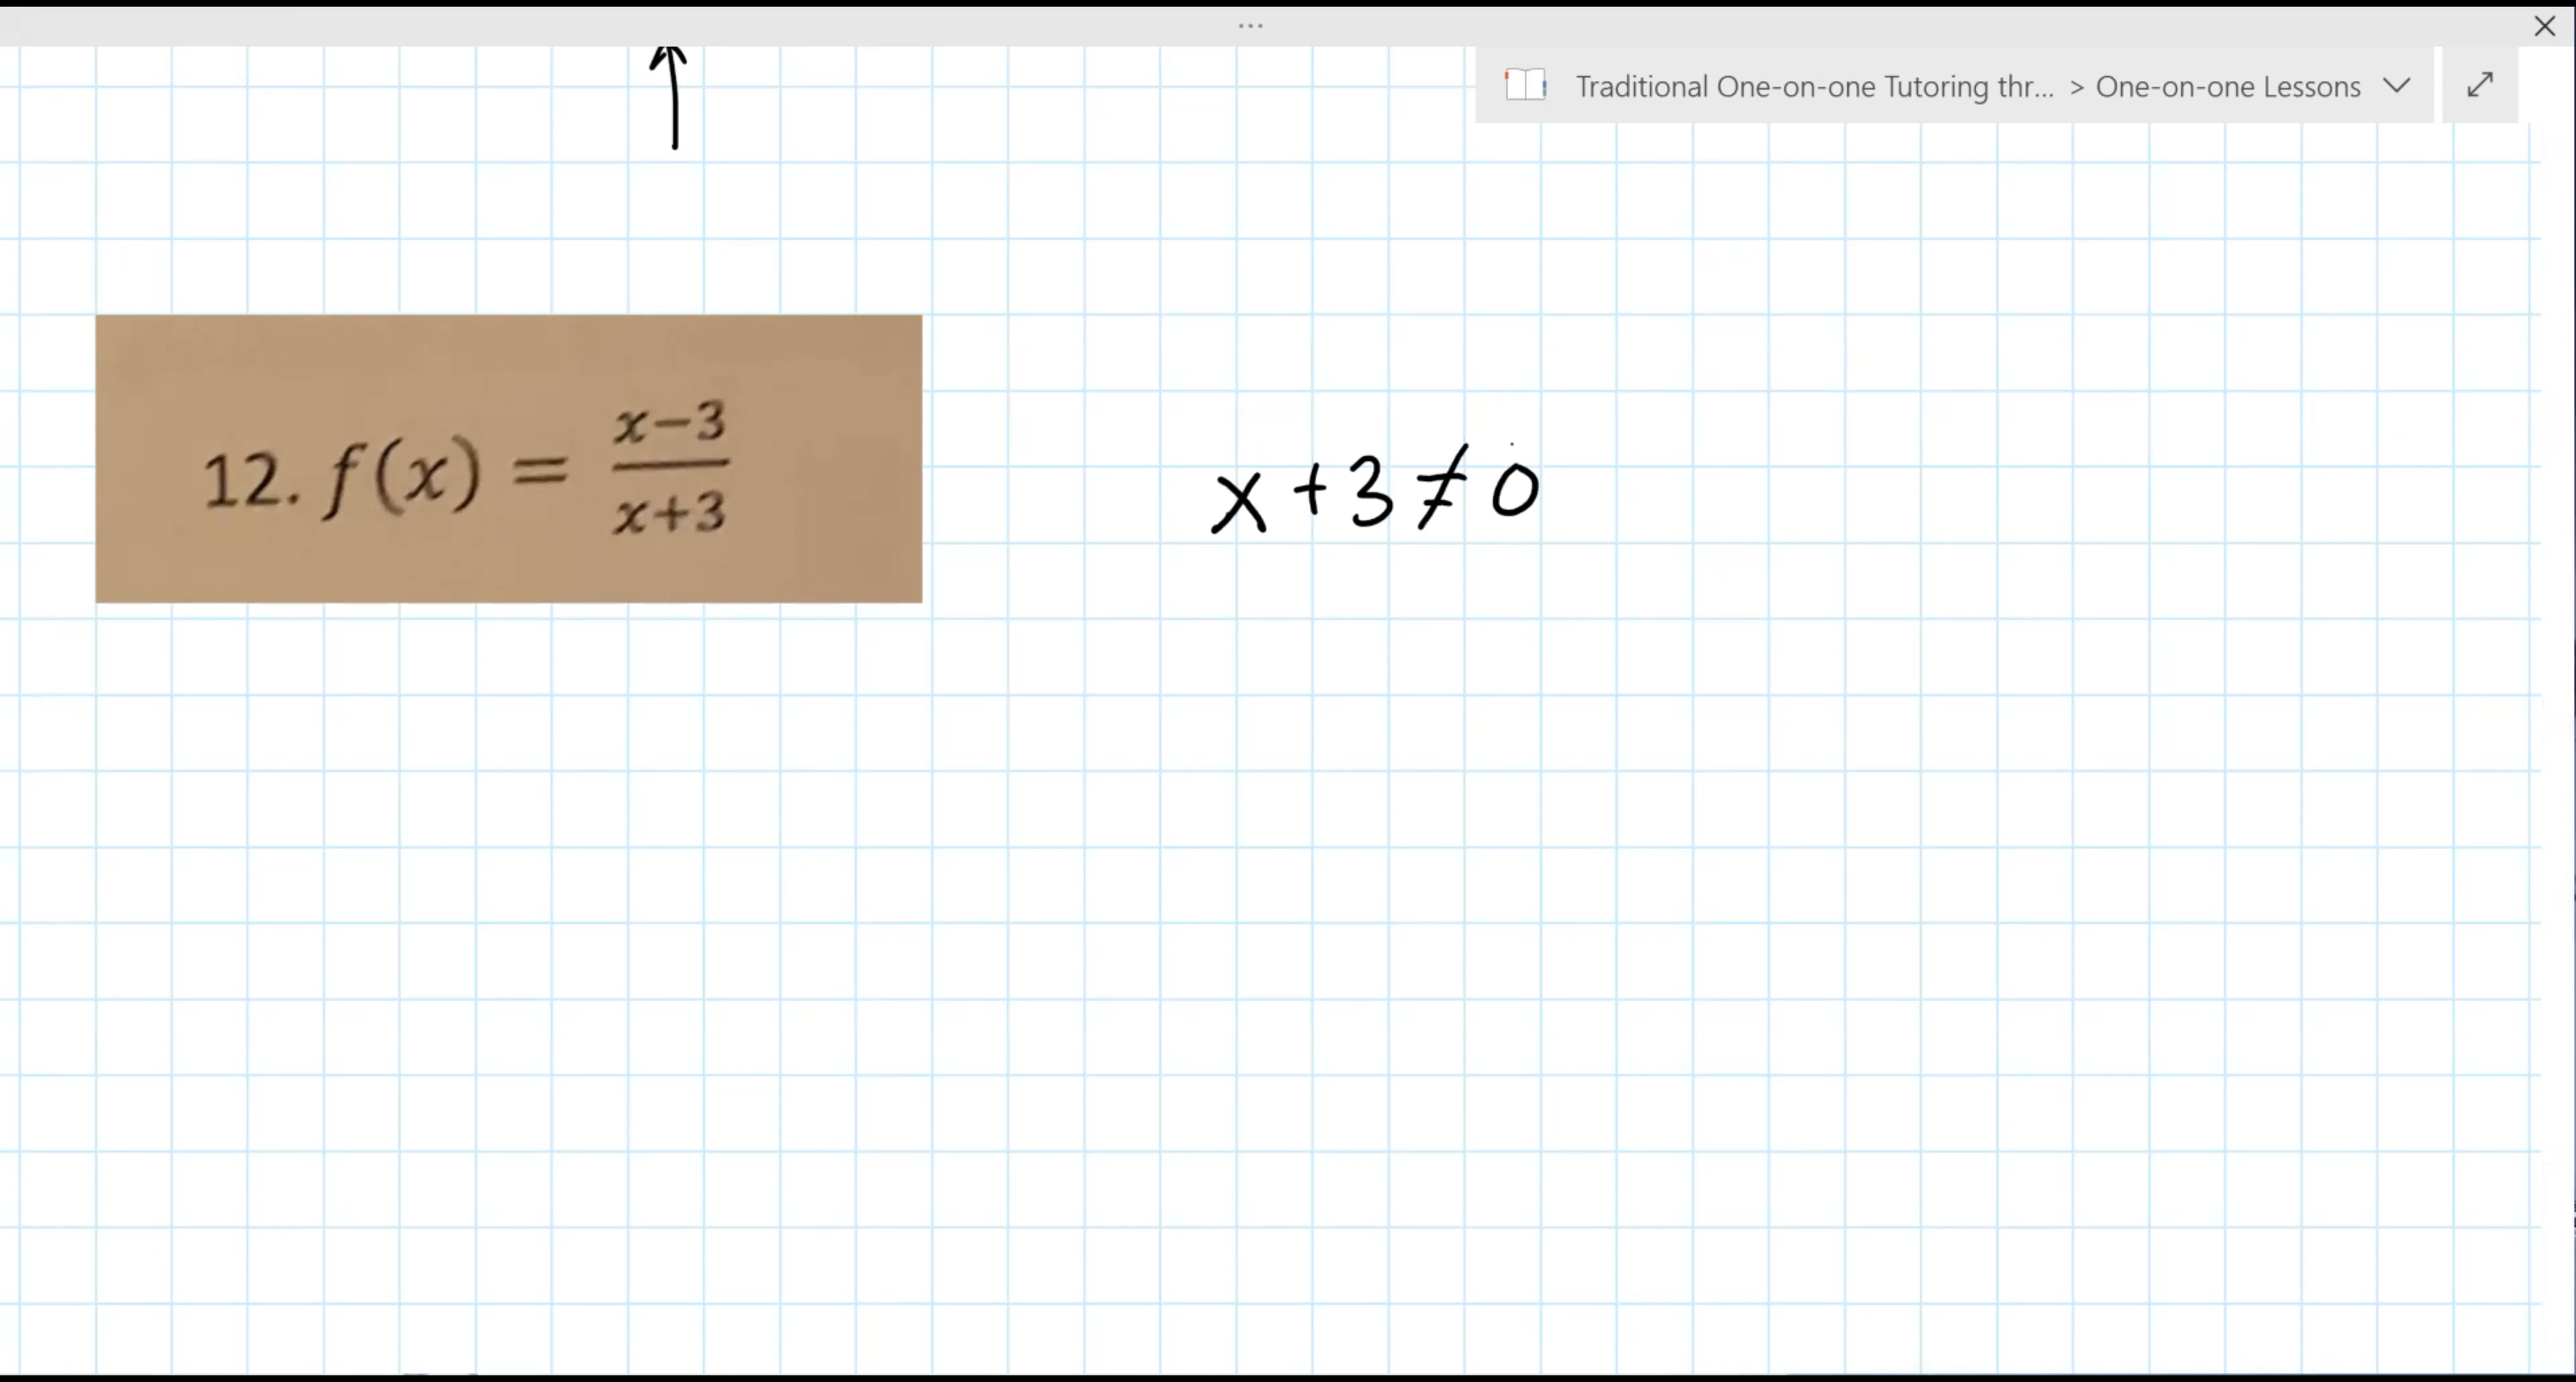 Traditional One-on-one Tutoring thr... > One-on-one Lessons
12. f(x) = x−3
x+3
x + 3 ≠ 0